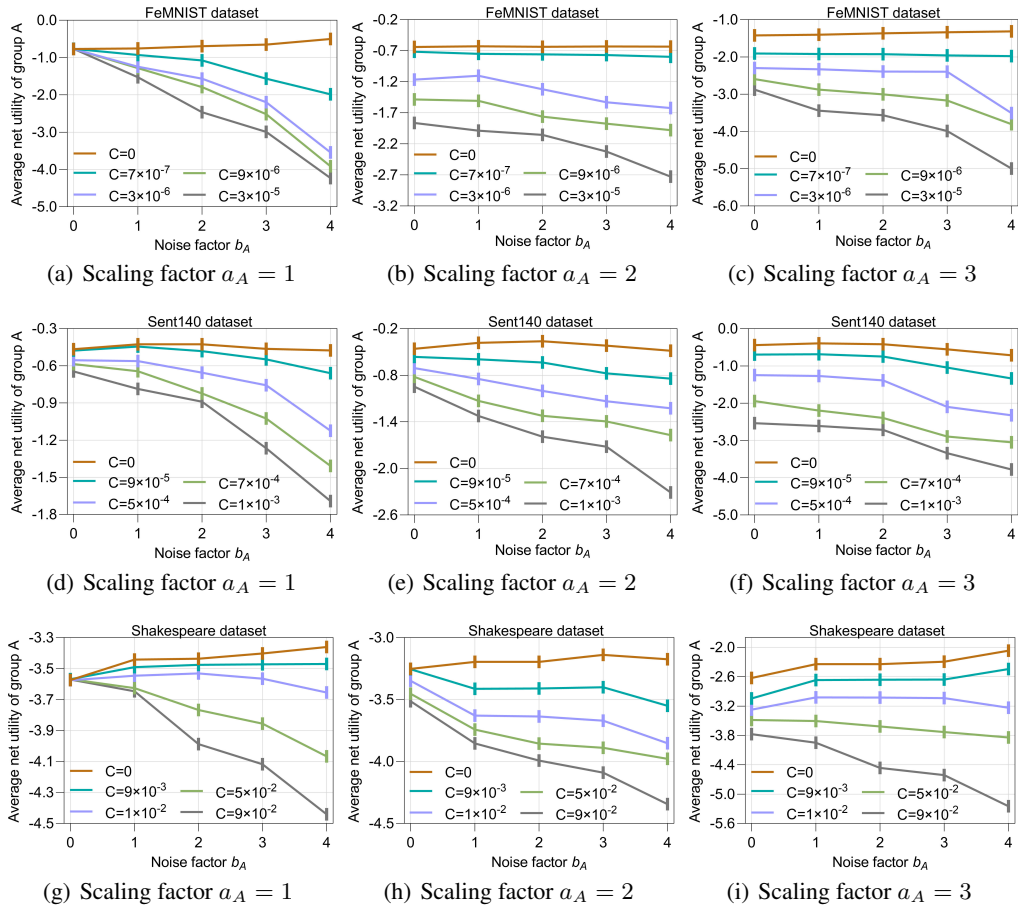 FeMNIST dataset
Average net utility of group A
0.0
-1.0
-2.0
-3.0
-4.0
-5.0
C=0
C=7×10⁻⁷ C=9×10⁻⁶
C=3×10⁻⁶ C=3×10⁻⁵
0 1 2 3 4
Noise factor b_A
(a) Scaling factor a_A = 1
FeMNIST dataset
Average net utility of group A
-0.2
-0.7
-1.2
-1.7
-2.2
-2.7
-3.2
C=0
C=7×10⁻⁷ C=9×10⁻⁶
C=3×10⁻⁶ C=3×10⁻⁵
0 1 2 3 4
Noise factor b_A
(b) Scaling factor a_A = 2
FeMNIST dataset
Average net utility of group A
-1.0
-2.0
-3.0
-4.0
-5.0
-6.0
C=0
C=7×10⁻⁷ C=9×10⁻⁶
C=3×10⁻⁶ C=3×10⁻⁵
0 1 2 3 4
Noise factor b_A
(c) Scaling factor a_A = 3
Sent140 dataset
Average net utility of group A
-0.3
-0.6
-0.9
-1.2
-1.5
-1.8
C=0
C=9×10⁻⁵ C=7×10⁻⁴
C=5×10⁻⁴ C=1×10⁻³
0 1 2 3 4
Noise factor b_A
(d) Scaling factor a_A = 1
Sent140 dataset
Average net utility of group A
-0.2
-0.8
-1.4
-2.0
-2.6
C=0
C=9×10⁻⁵ C=7×10⁻⁴
C=5×10⁻⁴ C=1×10⁻³
0 1 2 3 4
Noise factor b_A
(e) Scaling factor a_A = 2
Sent140 dataset
Average net utility of group A
0.0
-1.0
-2.0
-3.0
-4.0
-5.0
C=0
C=9×10⁻⁵ C=7×10⁻⁴
C=5×10⁻⁴ C=1×10⁻³
0 1 2 3 4
Noise factor b_A
(f) Scaling factor a_A = 3
Shakespeare dataset
Average net utility of group A
-3.3
-3.5
-3.7
-3.9
-4.1
-4.3
-4.5
C=0
C=9×10⁻³ C=5×10⁻²
C=1×10⁻² C=9×10⁻²
0 1 2 3 4
Noise factor b_A
(g) Scaling factor a_A = 1
Shakespeare dataset
Average net utility of group A
-3.0
-3.5
-4.0
-4.5
C=0
C=9×10⁻³ C=5×10⁻²
C=1×10⁻² C=9×10⁻²
0 1 2 3 4
Noise factor b_A
(h) Scaling factor a_A = 2
Shakespeare dataset
Average net utility of group A
-2.0
-2.6
-3.2
-3.8
-4.4
-5.0
-5.6
C=0
C=9×10⁻³ C=5×10⁻²
C=1×10⁻² C=9×10⁻²
0 1 2 3 4
Noise factor b_A
(i) Scaling factor a_A = 3